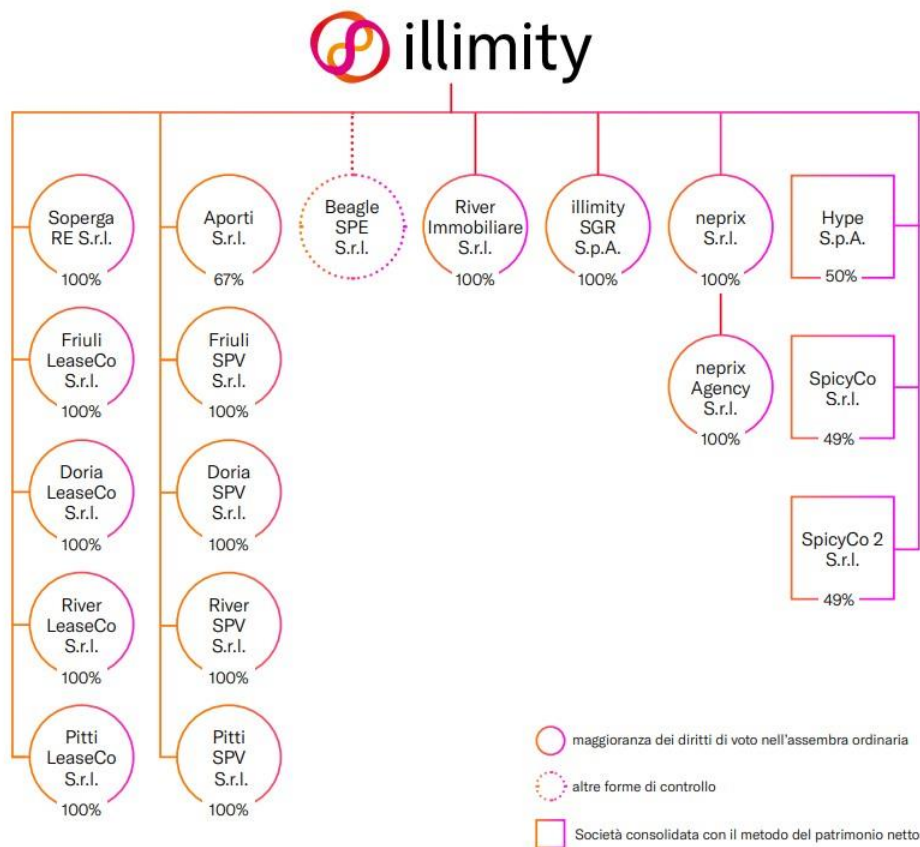 illimity
Soperga
RE S.r.l.
100%
Aporti
S.r.l.
67%
Beagle
SPE
S.r.l.
River
Immobiliare
S.r.l.
100%
illimity
SGR
S.p.A.
100%
neprix
S.r.l.
100%
Hype
S.p.A.
50%
Friuli
LeaseCo
S.r.l.
100%
Friuli
SPV
S.r.l.
100%
neprix
Agency
S.r.l.
100%
SpicyCo
S.r.l.
49%
Doria
LeaseCo
S.r.l.
100%
Doria
SPV
S.r.l.
100%
SpicyCo 2
S.r.l.
49%
River
LeaseCo
S.r.l.
100%
River
SPV
S.r.l.
100%
Pitti
LeaseCo
S.r.l.
100%
Pitti
SPV
S.r.l.
100%
maggioranza dei diritti di voto nell'assembra ordinaria
altre forme di controllo
Società consolidata con il metodo del patrimonio netto